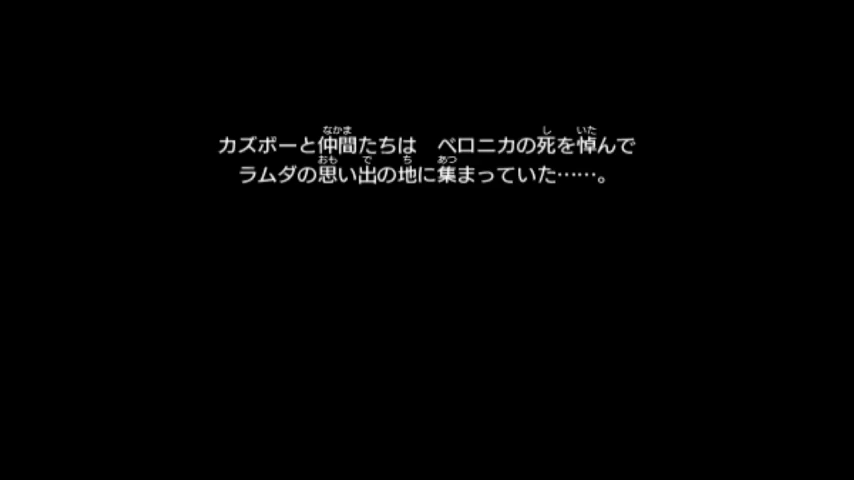 カズボーと仲間たちは　ベロニカの死を悼んで
ラムダの思い出の地に集まっていた……。